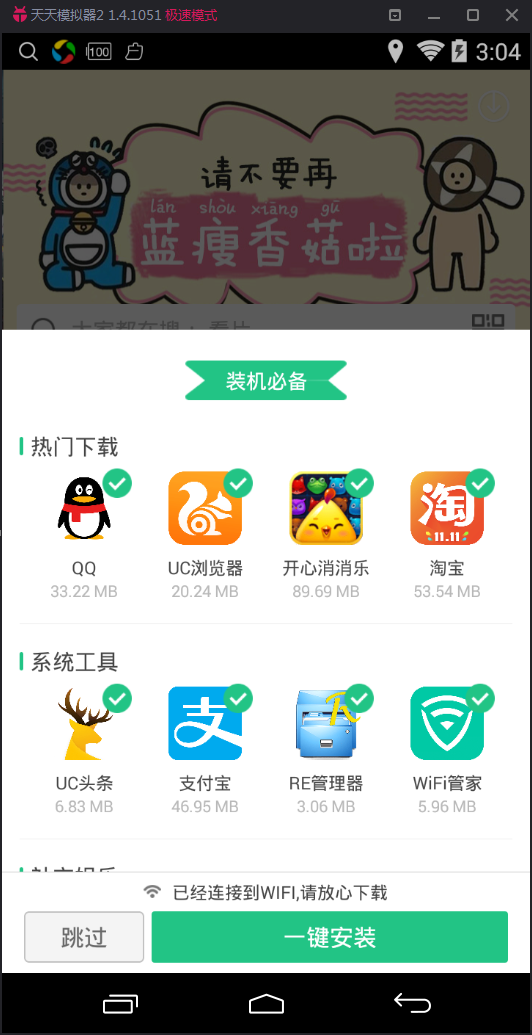 天天模拟器2 1.4.1051 极速模式
100
3:04
请不要再
lán shòu xiāng gū
蓝瘦香菇啦
大家都在搜：看片
装机必备
热门下载
淘
11.11
QQ UC浏览器 开心消消乐 淘宝
33.22 MB 20.24 MB 89.69 MB 53.54 MB
系统工具
支 R
UC头条 支付宝 RE管理器 WiFi管家
6.83 MB 46.95 MB 3.06 MB 5.96 MB
已经连接到WIFI,请放心下载
跳过 一键安装